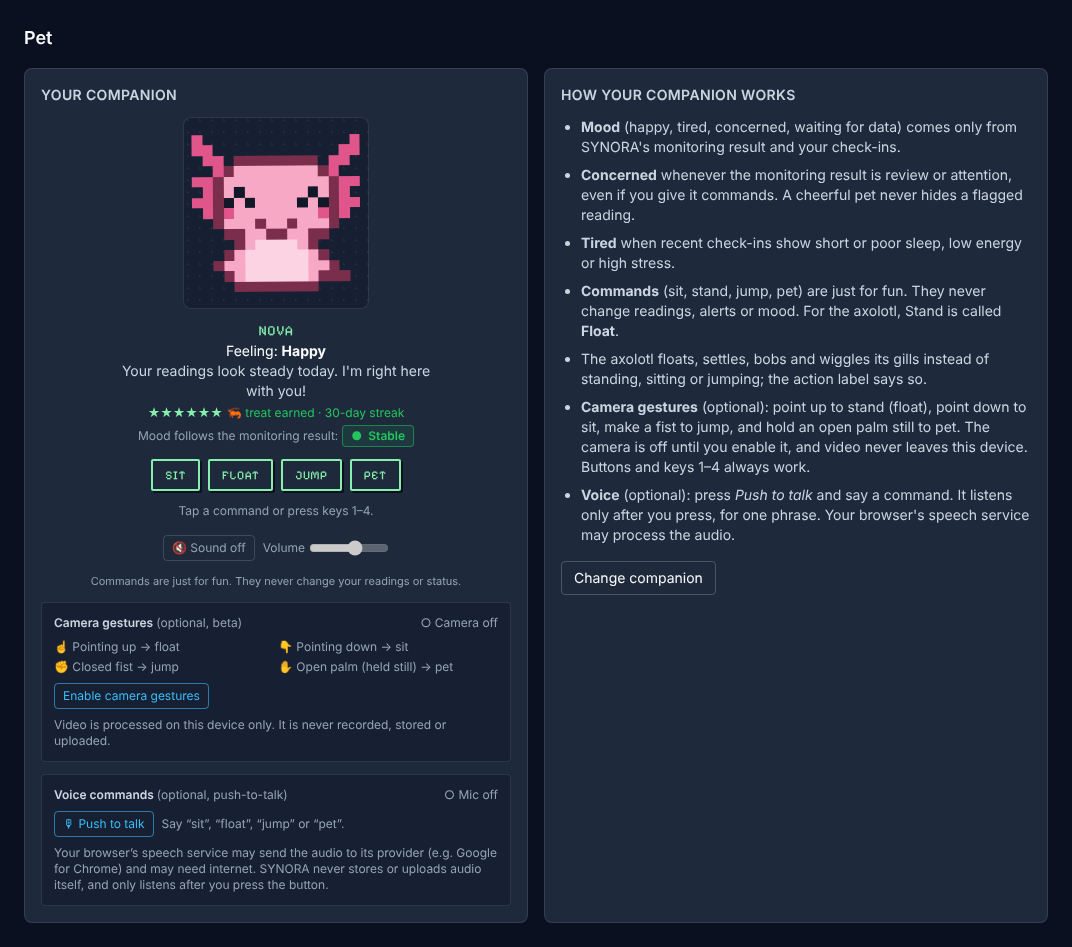 Pet
YOUR COMPANION
NOVA
Feeling: Happy
Your readings look steady today. I'm right here
with you!
★★★★★★ 🦐 treat earned · 30-day streak
Mood follows the monitoring result: ● Stable
SIT FLOAT JUMP PET
Tap a command or press keys 1–4.
🔇 Sound off Volume
Commands are just for fun. They never change your readings or status.
Camera gestures (optional, beta) ○ Camera off
☝ Pointing up → float 👇 Pointing down → sit
✊ Closed fist → jump ✋ Open palm (held still) → pet
Enable camera gestures
Video is processed on this device only. It is never recorded, stored or
uploaded.
Voice commands (optional, push-to-talk) ○ Mic off
🎙 Push to talk Say “sit”, “float”, “jump” or “pet”.
Your browser’s speech service may send the audio to its provider (e.g. Google
for Chrome) and may need internet. SYNORA never stores or uploads audio
itself, and only listens after you press the button.
HOW YOUR COMPANION WORKS
• Mood (happy, tired, concerned, waiting for data) comes only from
SYNORA's monitoring result and your check-ins.
• Concerned whenever the monitoring result is review or attention,
even if you give it commands. A cheerful pet never hides a flagged
reading.
• Tired when recent check-ins show short or poor sleep, low energy
or high stress.
• Commands (sit, stand, jump, pet) are just for fun. They never
change readings, alerts or mood. For the axolotl, Stand is called
Float.
• The axolotl floats, settles, bobs and wiggles its gills instead of
standing, sitting or jumping; the action label says so.
• Camera gestures (optional): point up to stand (float), point down to
sit, make a fist to jump, and hold an open palm still to pet. The
camera is off until you enable it, and video never leaves this device.
Buttons and keys 1–4 always work.
• Voice (optional): press Push to talk and say a command. It listens
only after you press, for one phrase. Your browser's speech service
may process the audio.
Change companion